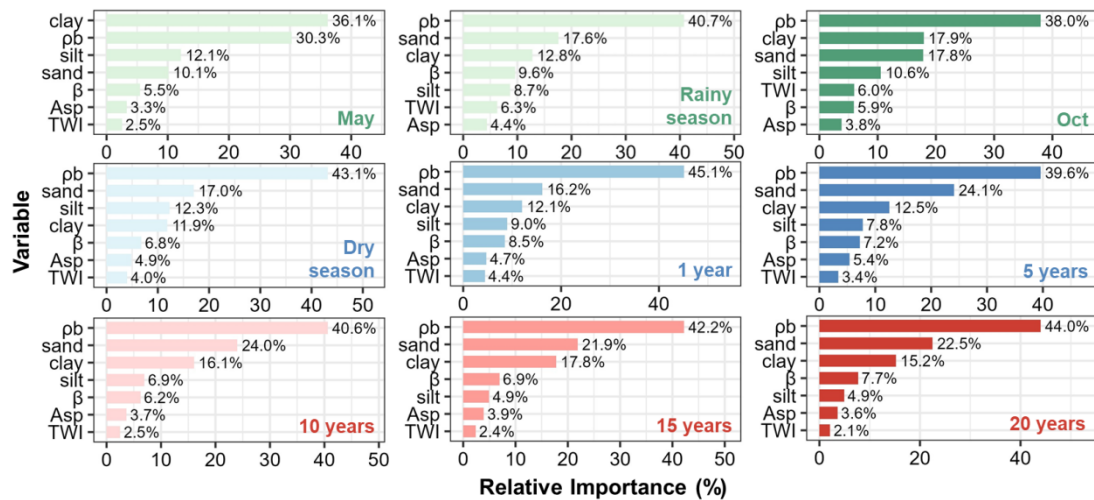 Variable
clay 36.1%
ρb 30.3%
silt 12.1%
sand 10.1%
β 5.5%
Asp 3.3%
TWI 2.5%
May
0 10 20 30 40
ρb 40.7%
sand 17.6%
clay 12.8%
β 9.6%
silt 8.7%
TWI 6.3%
Asp 4.4%
Rainy
season
0 10 20 30 40 50
ρb 38.0%
clay 17.9%
sand 17.8%
silt 10.6%
TWI 6.0%
β 5.9%
Asp 3.8%
Oct
0 10 20 30 40
ρb 43.1%
sand 17.0%
silt 12.3%
clay 11.9%
β 6.8%
Asp 4.9%
TWI 4.0%
Dry
season
0 10 20 30 40 50
ρb 45.1%
sand 16.2%
clay 12.1%
silt 9.0%
β 8.5%
Asp 4.7%
TWI 4.4%
1 year
0 20 40
ρb 39.6%
sand 24.1%
clay 12.5%
silt 7.8%
β 7.2%
Asp 5.4%
TWI 3.4%
5 years
0 10 20 30 40
ρb 40.6%
sand 24.0%
clay 16.1%
silt 6.9%
β 6.2%
Asp 3.7%
TWI 2.5%
10 years
0 10 20 30 40 50
ρb 42.2%
sand 21.9%
clay 17.8%
β 6.9%
silt 4.9%
Asp 3.9%
TWI 2.4%
15 years
0 10 20 30 40 50
ρb 44.0%
sand 22.5%
clay 15.2%
β 7.7%
silt 4.9%
Asp 3.6%
TWI 2.1%
20 years
0 20 40
Relative Importance (%)